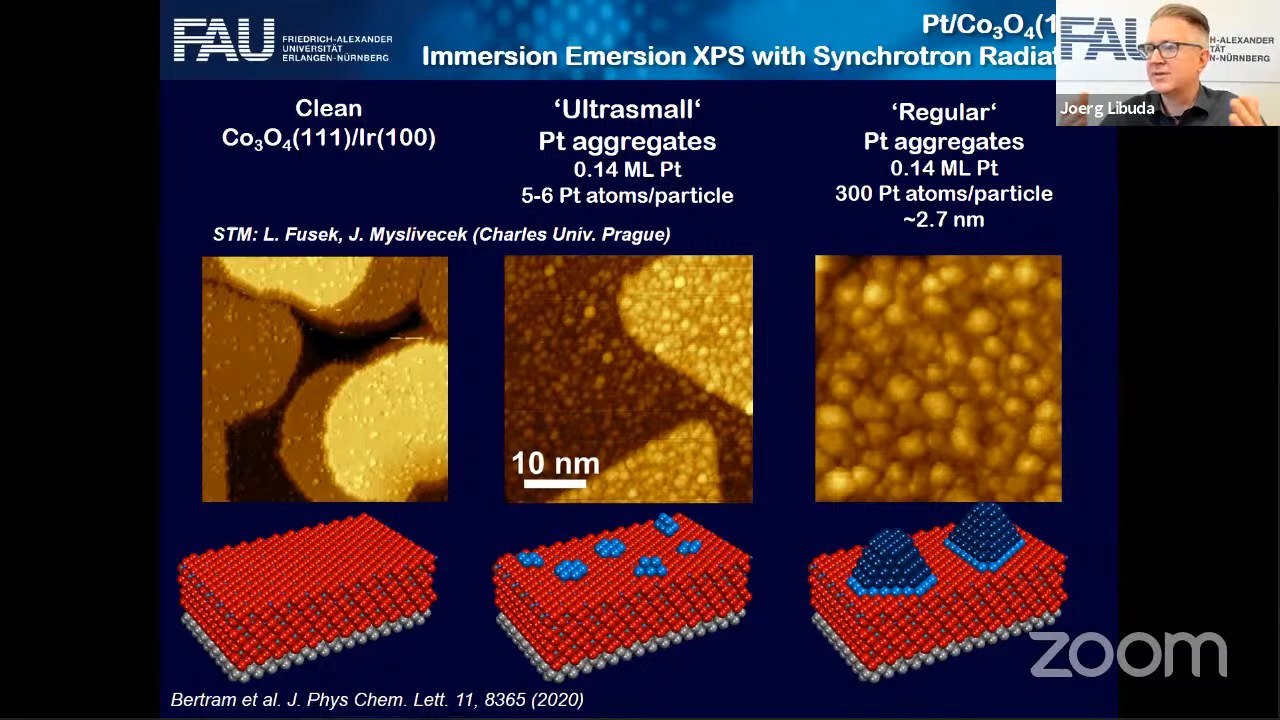 FAU
FRIEDRICH-ALEXANDER
UNIVERSITÄT
ERLANGEN-NÜRNBERG
Pt/Co₃O₄(1
Immersion Emersion XPS with Synchrotron Radiat
FAU
H-ALEXANDER
TÄT
N-NÜRNBERG
Joerg Libuda
Clean
Co₃O₄(111)/Ir(100)
‘Ultrasmall‘
Pt aggregates
0.14 ML Pt
5-6 Pt atoms/particle
‘Regular‘
Pt aggregates
0.14 ML Pt
300 Pt atoms/particle
~2.7 nm
STM: L. Fusek, J. Myslivecek (Charles Univ. Prague)
10 nm
zoom
Bertram et al. J. Phys Chem. Lett. 11, 8365 (2020)